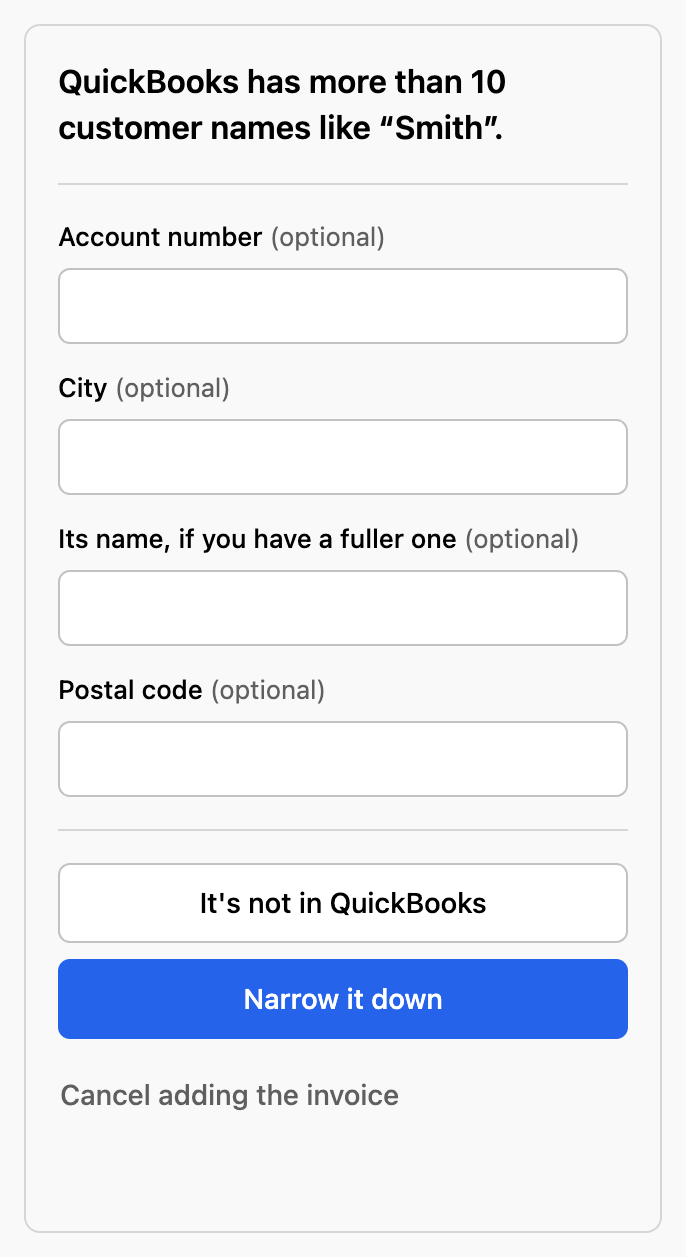 QuickBooks has more than 10
customer names like “Smith”.
Account number (optional)
City (optional)
Its name, if you have a fuller one (optional)
Postal code (optional)
It's not in QuickBooks
Narrow it down
Cancel adding the invoice